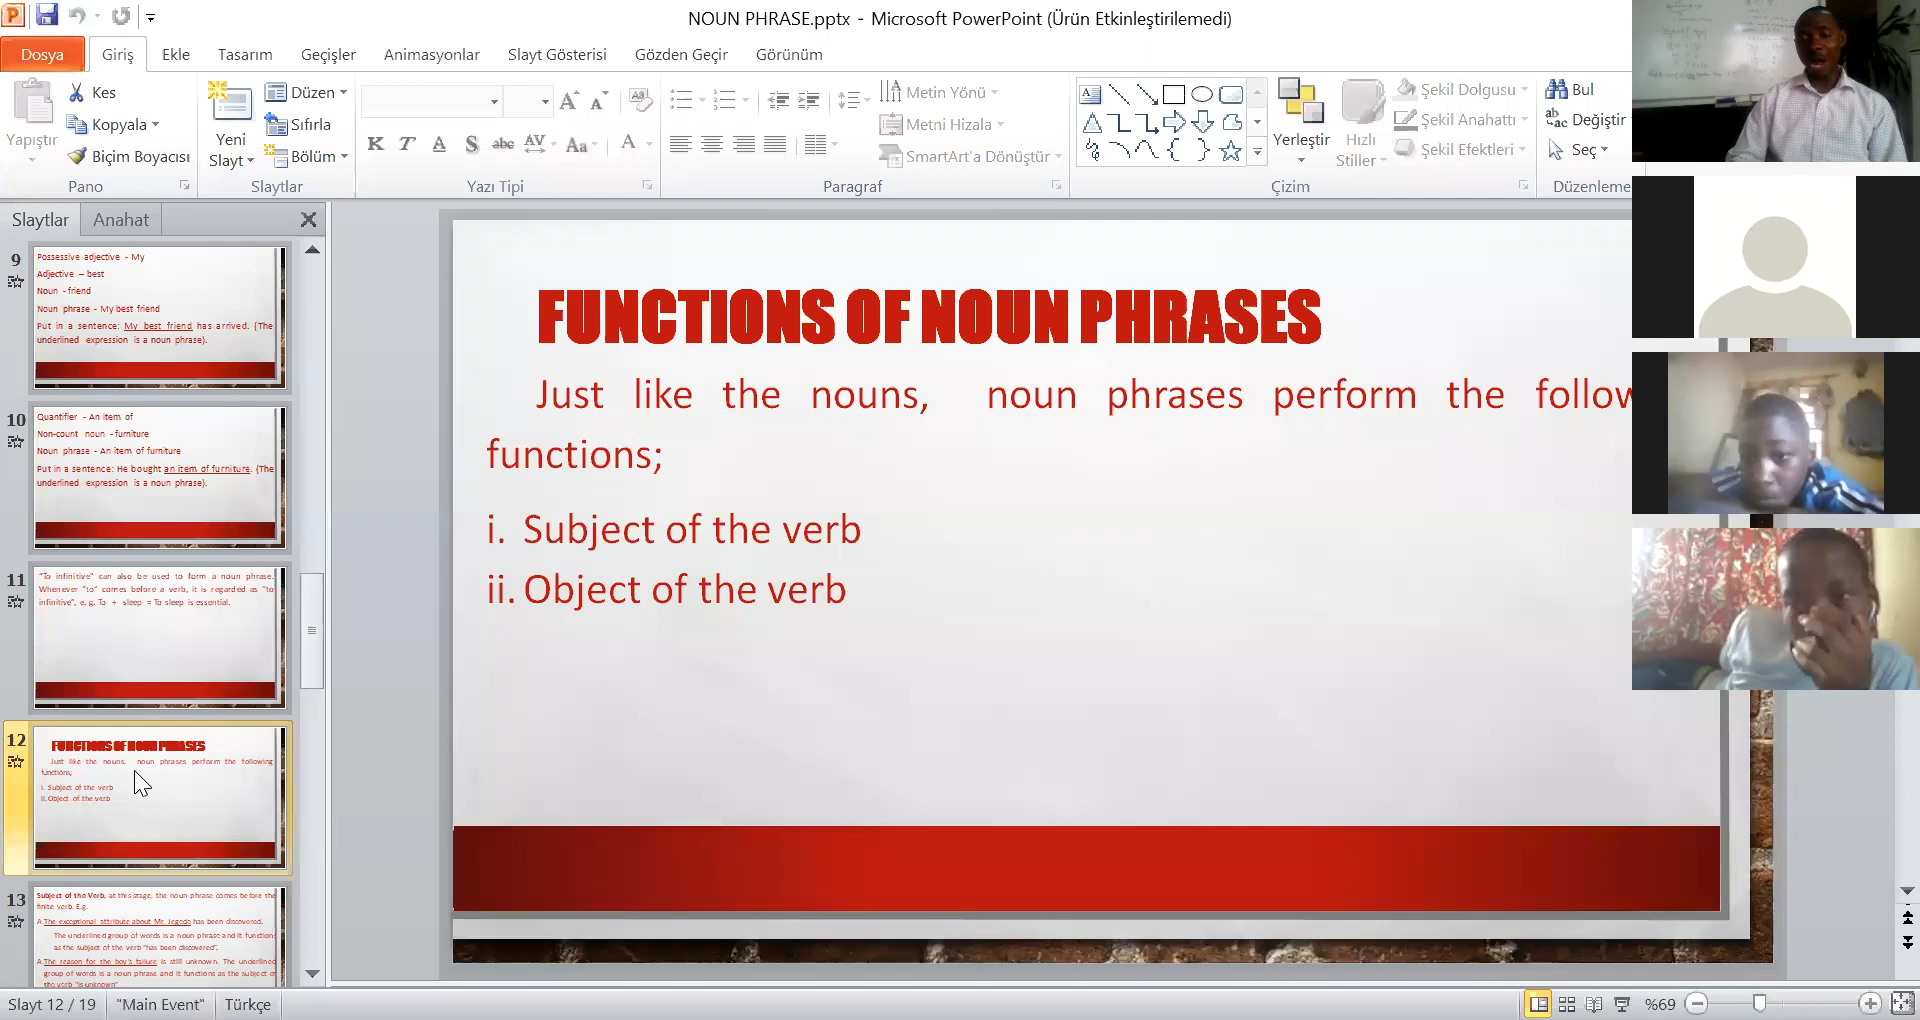 NOUN PHRASE.pptx - Microsoft PowerPoint (Ürün Etkinleştirilemedi)
Dosya Giriş Ekle Tasarım Geçişler Animasyonlar Slayt Gösterisi Gözden Geçir Görünüm
Yapıştır
Kes
Kopyala
Biçim Boyacısı
Pano
Yeni Slayt
Düzen
Sıfırla
Bölüm
Slaytlar
K T A S abc AV Aa A
Yazı Tipi
Metin Yönü
Metni Hizala
SmartArt'a Dönüştür
Paragraf
Yerleştir
Hızlı Stiller
Şekil Dolgusu
Şekil Anahattı
Şekil Efektleri
Çizim
Bul
Değiştir
Seç
Düzenleme
Slaytlar Anahat
9
Possessive adjective - My
Adjective – best
Noun - friend
Noun phrase - My best friend
Put in a sentence: My best friend has arrived. (The
underlined expression is a noun phrase).
10
Quantifier - An item of
Non-count noun - furniture
Noun phrase - An item of furniture
Put in a sentence: He bought an item of furniture. (The
underlined expression is a noun phrase).
11
"To infinitive" can also be used to form a noun phrase.
Whenever "to" comes before a verb, it is regarded as "to
infinitive", e. g. To + sleep = To sleep is essential.
12
FUNCTIONS OF NOUN PHRASES
Just like the nouns, noun phrases perform the following
functions;
i. Subject of the verb
ii. Object of the verb
13
Subject of the Verb, at this stage, the noun phrase comes before the
finite verb. E.g.
A. The exceptional attribute about Mr. Jegede has been discovered.
The underlined group of words is a noun phrase and it function
as the subject of the verb "has been discovered".
A. The reason for the boy's failure is still unknown. The underlined
group of words is a noun phrase and it functions as the subject of
the verb "is unknown"
FUNCTIONS OF NOUN PHRASES
Just like the nouns, noun phrases perform the follow
functions;
i. Subject of the verb
ii. Object of the verb
Slayt 12 / 19 "Main Event" Türkçe %69